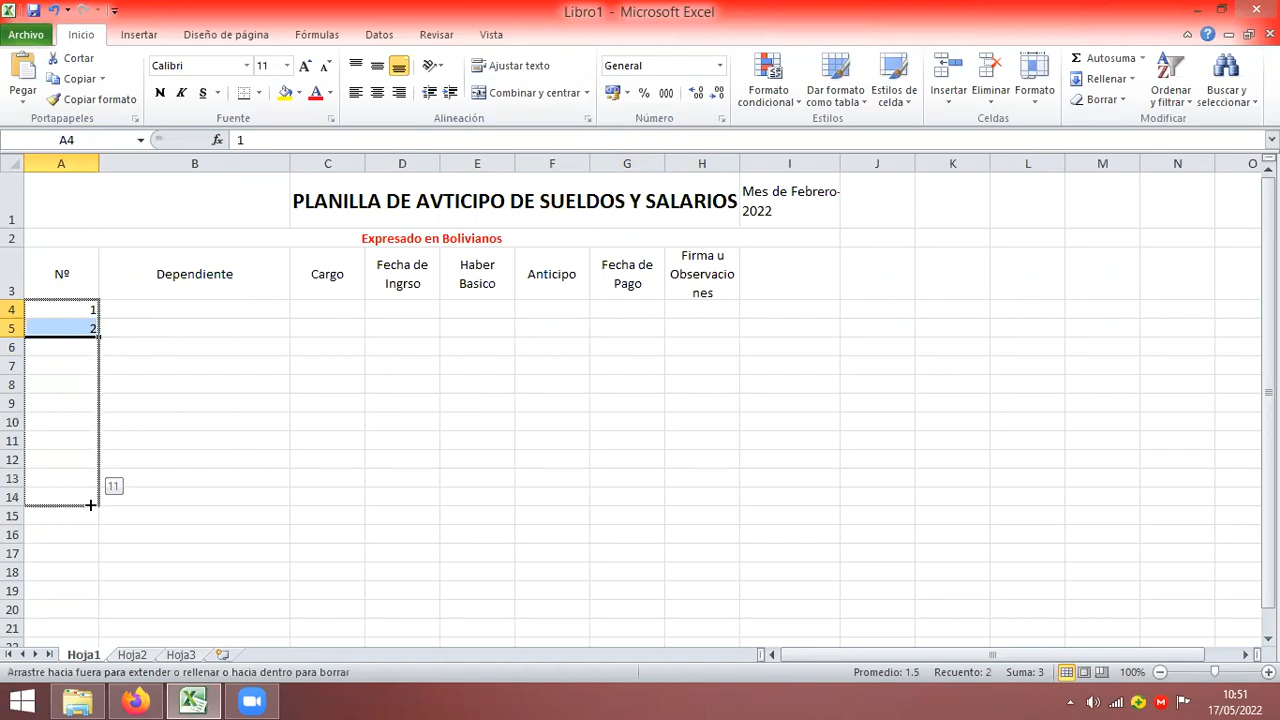 Libro1 - Microsoft Excel
Archivo Inicio Insertar Diseño de página Fórmulas Datos Revisar Vista
Pegar
Cortar
Copiar
Copiar formato
Portapapeles
Calibri 11
N K S
Fuente
Ajustar texto
Combinar y centrar
Alineación
General
% 000
Número
Formato condicional
Dar formato como tabla
Estilos de celda
Estilos
Insertar Eliminar Formato
Celdas
Autosuma
Rellenar
Borrar
Ordenar y filtrar
Buscar y seleccionar
Modificar
A4 fx 1
A B C D E F G H I J K L M N O
1 PLANILLA DE AVTICIPO DE SUELDOS Y SALARIOS
Mes de Febrero-
2022
2 Expresado en Bolivianos
3 Nº Dependiente Cargo
Fecha de
Ingrso
Haber
Basico
Anticipo
Fecha de
Pago
Firma u
Observacio
nes
4 1
5 2
6
7
8
9
10
11
12
13
11
14
15
16
17
18
19
20
21
Hoja1 Hoja2 Hoja3
Arrastre hacia fuera para extender o rellenar o hacia dentro para borrar
Promedio: 1.5 Recuento: 2 Suma: 3 100%
10:51
17/05/2022